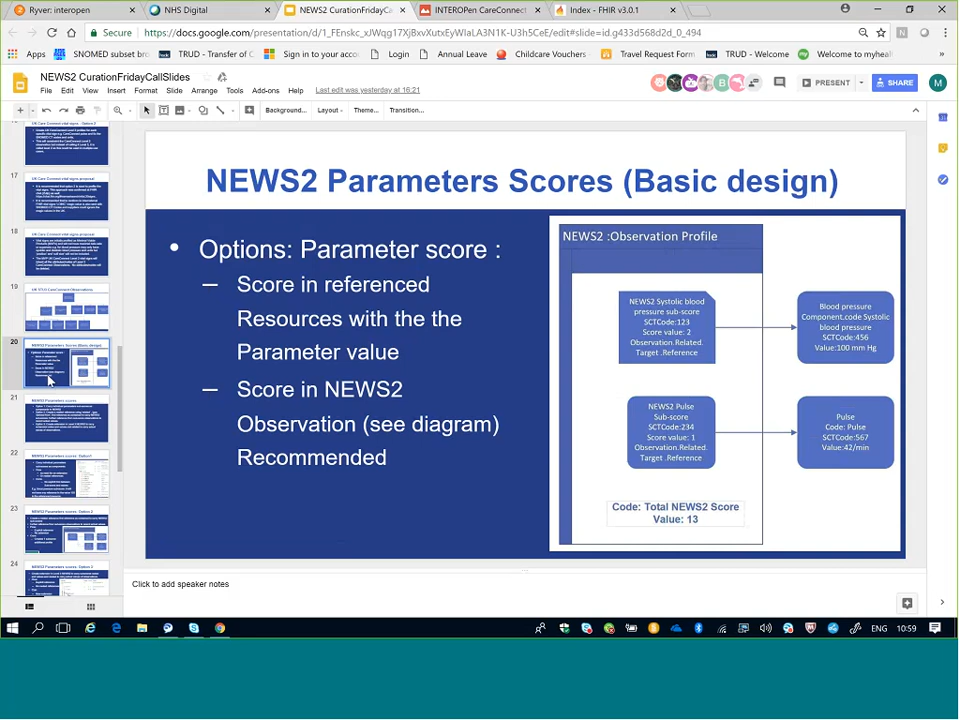 Ryver: interopen
NHS Digital
NEWS2 CurationFridayCa
INTEROPen CareConnect
Index - FHIR v3.0.1
Secure
https://docs.google.com/presentation/d/1_FEnskc_xJWqg17XjBxvXutxEyWIaLA3N1K-U3h5CeE/edit#slide=id.g433d568d2d_0_494
Apps
SNOMED subset bro
TRUD - Transfer of C
Sign in to your accou
Login
Annual Leave
Childcare Vouchers
Travel Request Form
TRUD - Welcome
Welcome to myheal
NEWS2 CurationFridayCallSlides
File Edit View Insert Format Slide Arrange Tools Add-ons Help
Last edit was yesterday at 16:21
PRESENT
SHARE
M
Background...
Layout
Theme...
Transition...
17
18
19
20
21
22
23
24
NEWS2 Parameters Scores (Basic design)
• Options: Parameter score :
– Score in referenced
Resources with the the
Parameter value
– Score in NEWS2
Observation (see diagram)
Recommended
NEWS2 :Observation Profile
NEWS2 Systolic blood
pressure sub-score
SCTCode:123
Score value: 2
Observation.Related.
Target .Reference
Blood pressure
Component.code Systolic
blood pressure
SCTCode:456
Value:100 mm Hg
NEWS2 Pulse
Sub-score
SCTCode:234
Score value: 1
Observation.Related.
Target .Reference
Pulse
Code: Pulse
SCTCode:567
Value:42/min
Code: Total NEWS2 Score
Value: 13
Click to add speaker notes
ENG
10:59